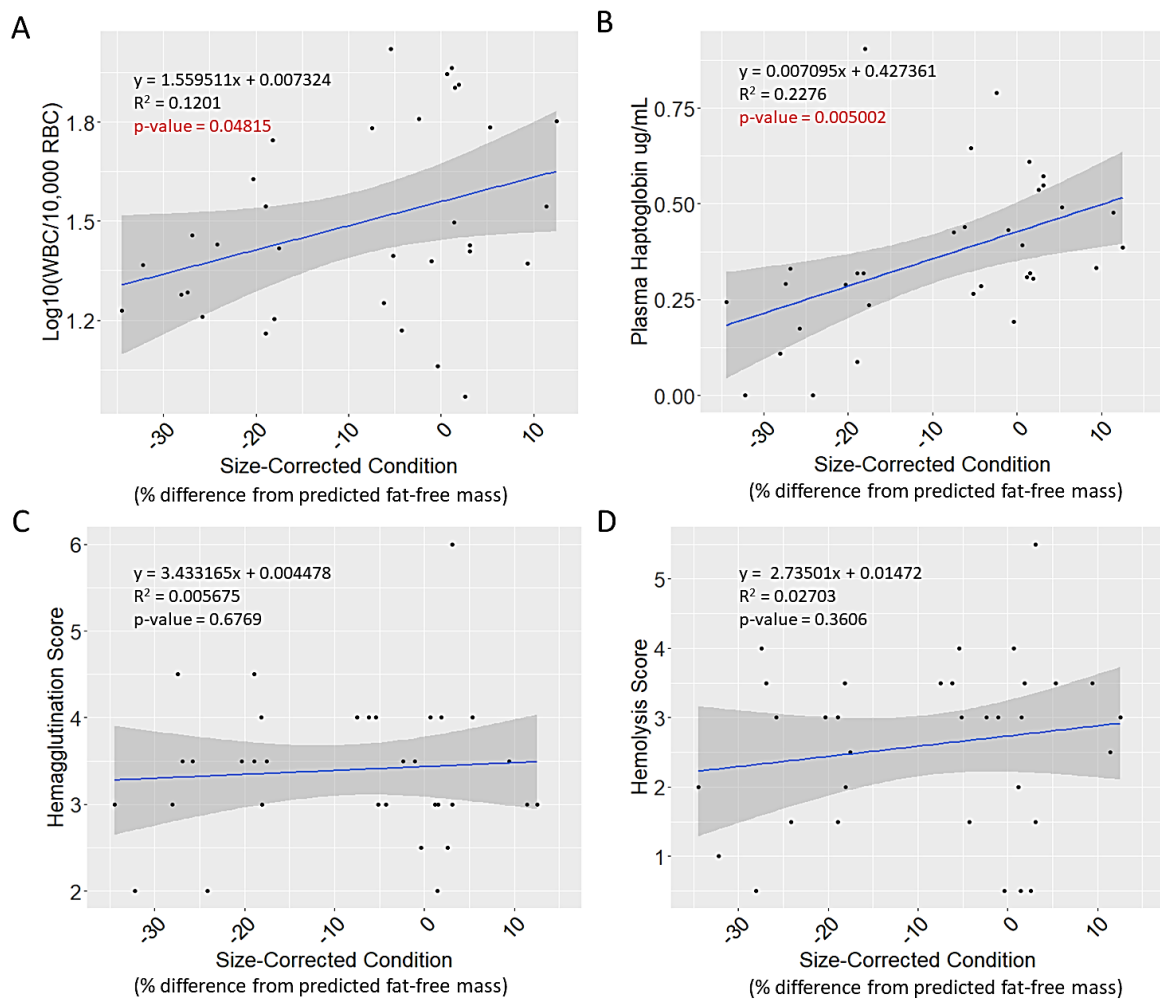 A
y = 1.559511x + 0.007324
R² = 0.1201
p-value = 0.04815
Log10(WBC/10,000 RBC)
1.8
1.5
1.2
-30
-20
-10
0
10
Size-Corrected Condition
(% difference from predicted fat-free mass)
B
y = 0.007095x + 0.427361
R² = 0.2276
p-value = 0.005002
Plasma Haptoglobin ug/mL
0.75
0.50
0.25
0.00
-30
-20
-10
0
10
Size-Corrected Condition
(% difference from predicted fat-free mass)
C
y = 3.433165x + 0.004478
R² = 0.005675
p-value = 0.6769
Hemagglutination Score
6
5
4
3
2
-30
-20
-10
0
10
Size-Corrected Condition
(% difference from predicted fat-free mass)
D
y = 2.73501x + 0.01472
R² = 0.02703
p-value = 0.3606
Hemolysis Score
5
4
3
2
1
-30
-20
-10
0
10
Size-Corrected Condition
(% difference from predicted fat-free mass)